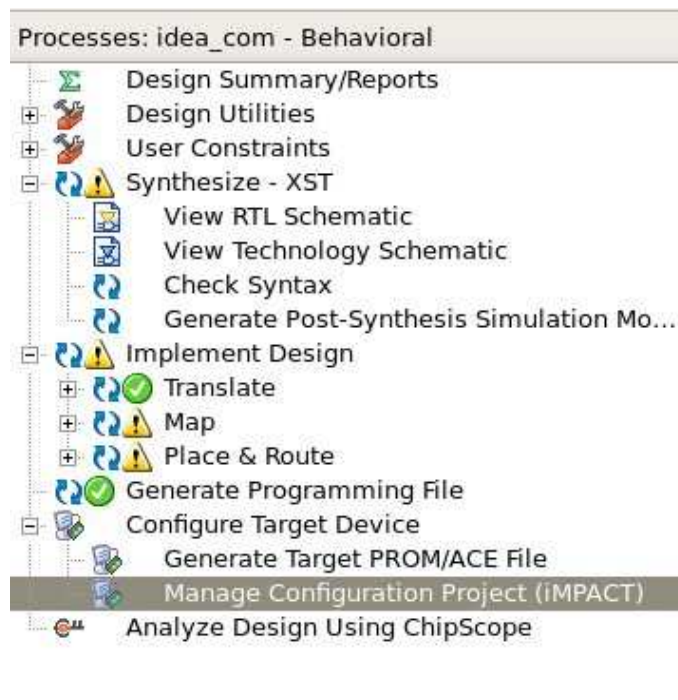 Processes: idea_com - Behavioral
Design Summary/Reports
Design Utilities
User Constraints
Synthesize - XST
View RTL Schematic
View Technology Schematic
Check Syntax
Generate Post-Synthesis Simulation Mo...
Implement Design
Translate
Map
Place & Route
Generate Programming File
Configure Target Device
Generate Target PROM/ACE File
Manage Configuration Project (iMPACT)
Analyze Design Using ChipScope